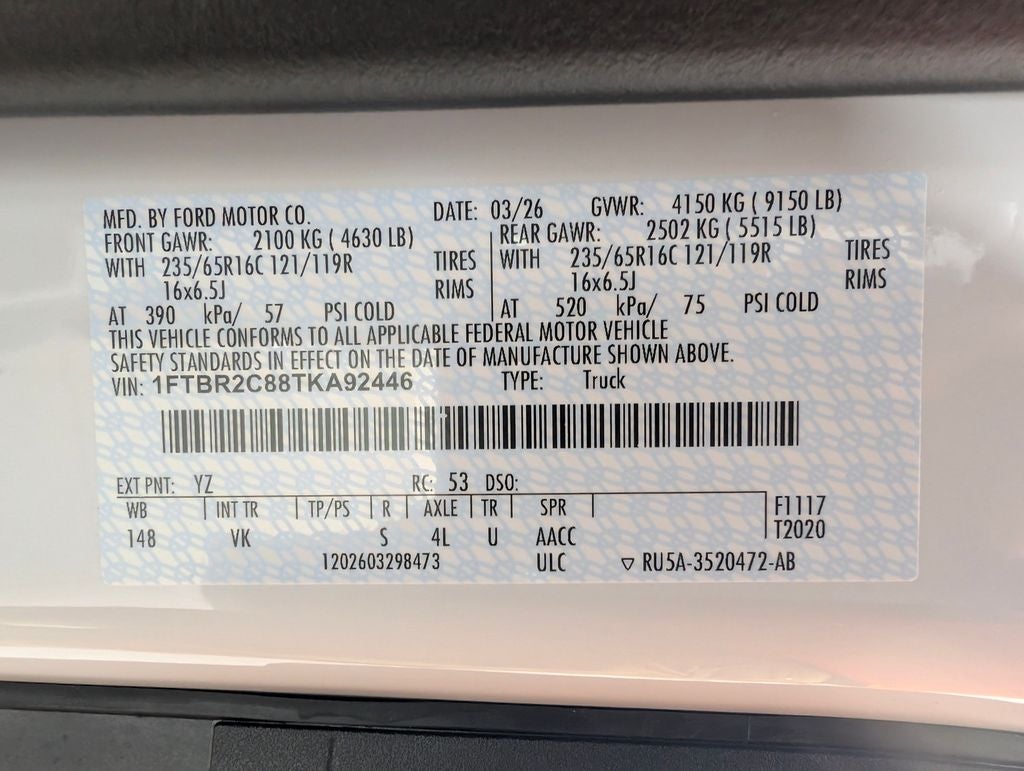 MFD. BY FORD MOTOR CO. DATE: 03/26 GVWR: 4150 KG ( 9150 LB)
FRONT GAWR: 2100 KG ( 4630 LB) REAR GAWR: 2502 KG ( 5515 LB)
WITH 235/65R16C 121/119R TIRES WITH 235/65R16C 121/119R TIRES
16x6.5J RIMS 16x6.5J RIMS
AT 390 kPa/ 57 PSI COLD AT 520 kPa/ 75 PSI COLD
THIS VEHICLE CONFORMS TO ALL APPLICABLE FEDERAL MOTOR VEHICLE
SAFETY STANDARDS IN EFFECT ON THE DATE OF MANUFACTURE SHOWN ABOVE.
VIN: 1FTBR2C88TKA92446 TYPE: Truck
EXT PNT: YZ RC: 53 DSO:
WB INT TR TP/PS R AXLE TR SPR F1117
148 VK S 4L U AACC T2020
1202603298473 ULC ▽ RU5A-3520472-AB